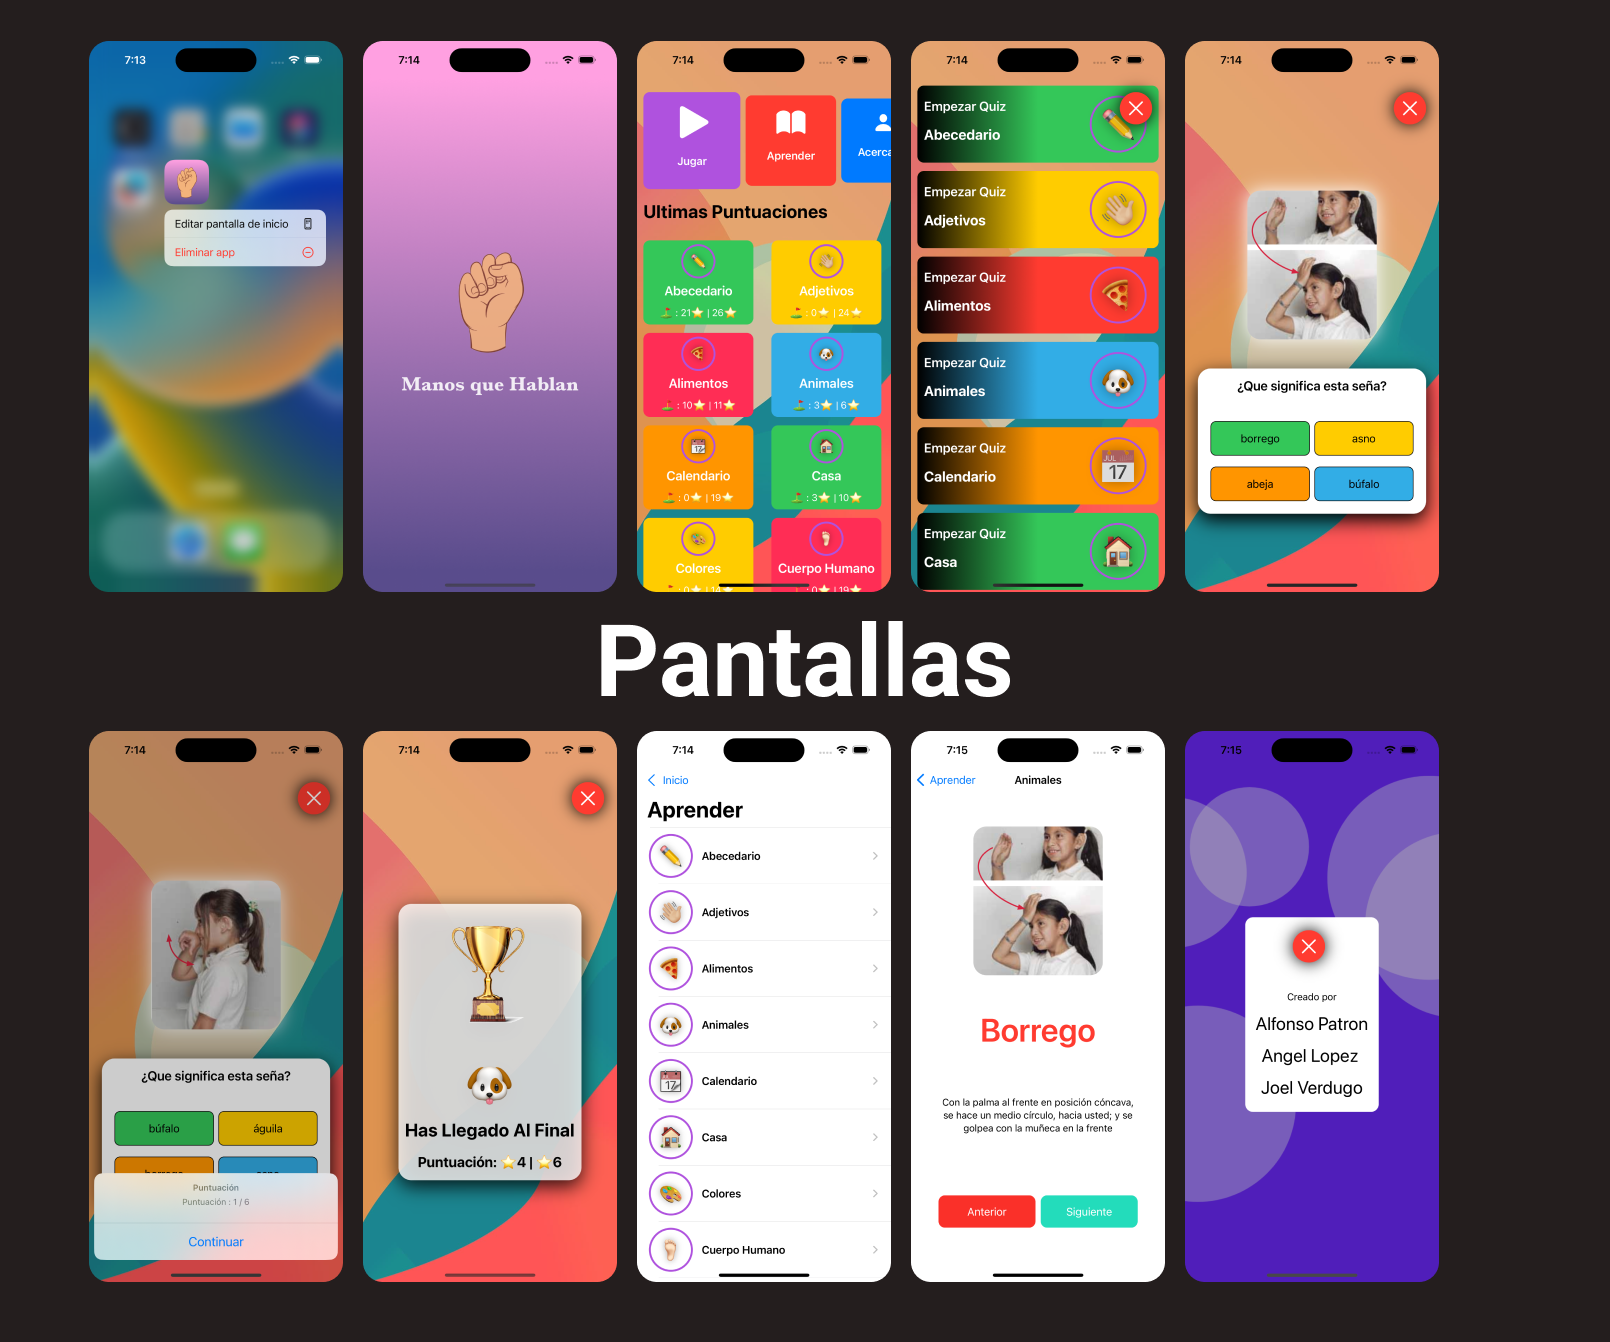 7:13
Editar pantalla de inicio
Eliminar app
7:14
Manos que Hablan
7:14
Jugar
Aprender
Acerca
Ultimas Puntuaciones
Abecedario
: 21 | 26
Adjetivos
: 0 | 24
Alimentos
: 10 | 11
Animales
: 3 | 6
Calendario
: 0 | 19
Casa
: 3 | 10
Colores
: 0 | 14
Cuerpo Humano
: 0 | 19
7:14
Empezar Quiz
Abecedario
Empezar Quiz
Adjetivos
Empezar Quiz
Alimentos
Empezar Quiz
Animales
Empezar Quiz
Calendario
JUL
17
Empezar Quiz
Casa
7:14
¿Que significa esta seña?
borrego
asno
abeja
búfalo
Pantallas
7:14
¿Que significa esta seña?
búfalo
águila
borrego
asno
Puntuación
Puntuación : 1 / 6
Continuar
7:14
Has Llegado Al Final
Puntuación: 4 | 6
7:14
Inicio
Aprender
Abecedario
Adjetivos
Alimentos
Animales
17
Calendario
Casa
Colores
Cuerpo Humano
7:15
Aprender
Animales
Borrego
Con la palma al frente en posición cóncava,
se hace un medio círculo, hacia usted; y se
golpea con la muñeca en la frente
Anterior
Siguiente
7:15
Creado por
Alfonso Patron
Angel Lopez
Joel Verdugo